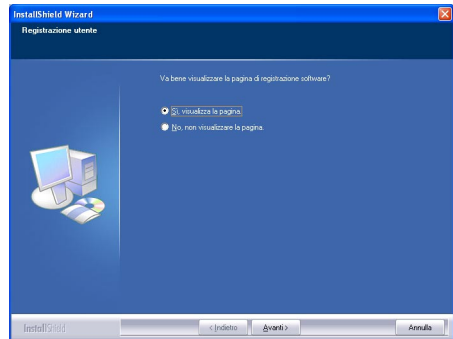 InstallShield Wizard
Registrazione utente
Va bene visualizzare la pagina di registrazione software?
Sì, visualizza la pagina.
No, non visualizzare la pagina.
InstallShield
< Indietro Avanti > Annulla